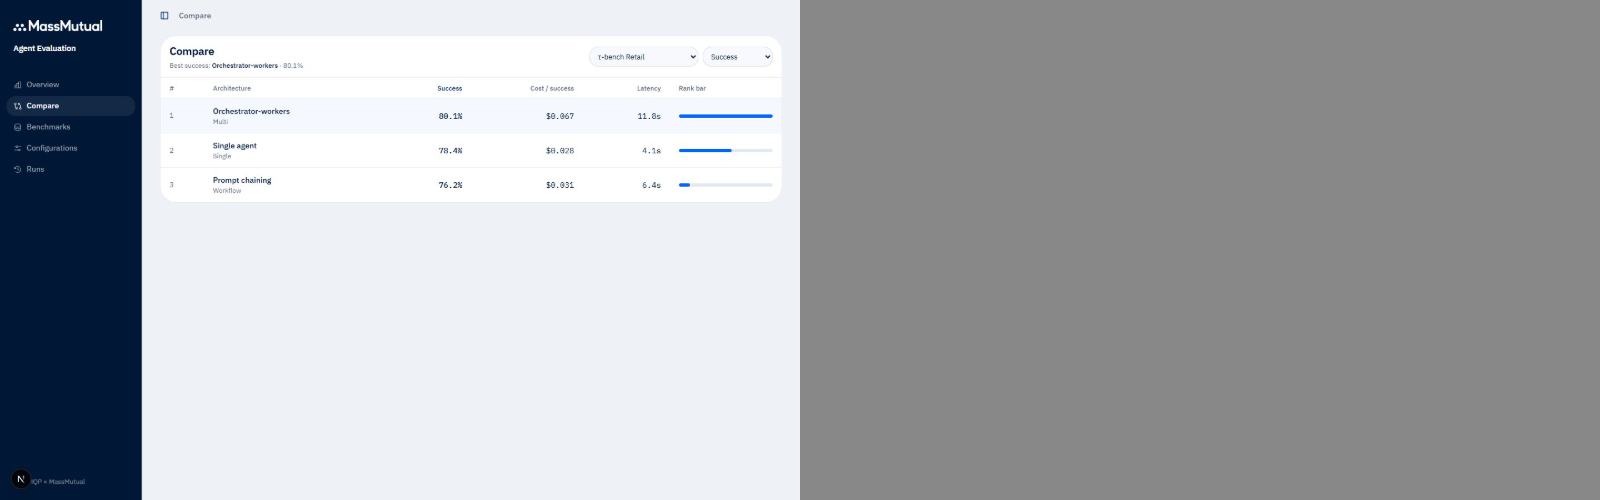 MassMutual
Agent Evaluation
Overview
Compare
Benchmarks
Configurations
Runs
N
IQP × MassMutual
Compare
Compare
Best success: Orchestrator-workers · 80.1%
τ-bench Retail
Success
# Architecture Success Cost / success Latency Rank bar
1 Orchestrator-workers 80.1% $0.067 11.8s
Multi
2 Single agent 78.4% $0.028 4.1s
Single
3 Prompt chaining 76.2% $0.031 6.4s
Workflow